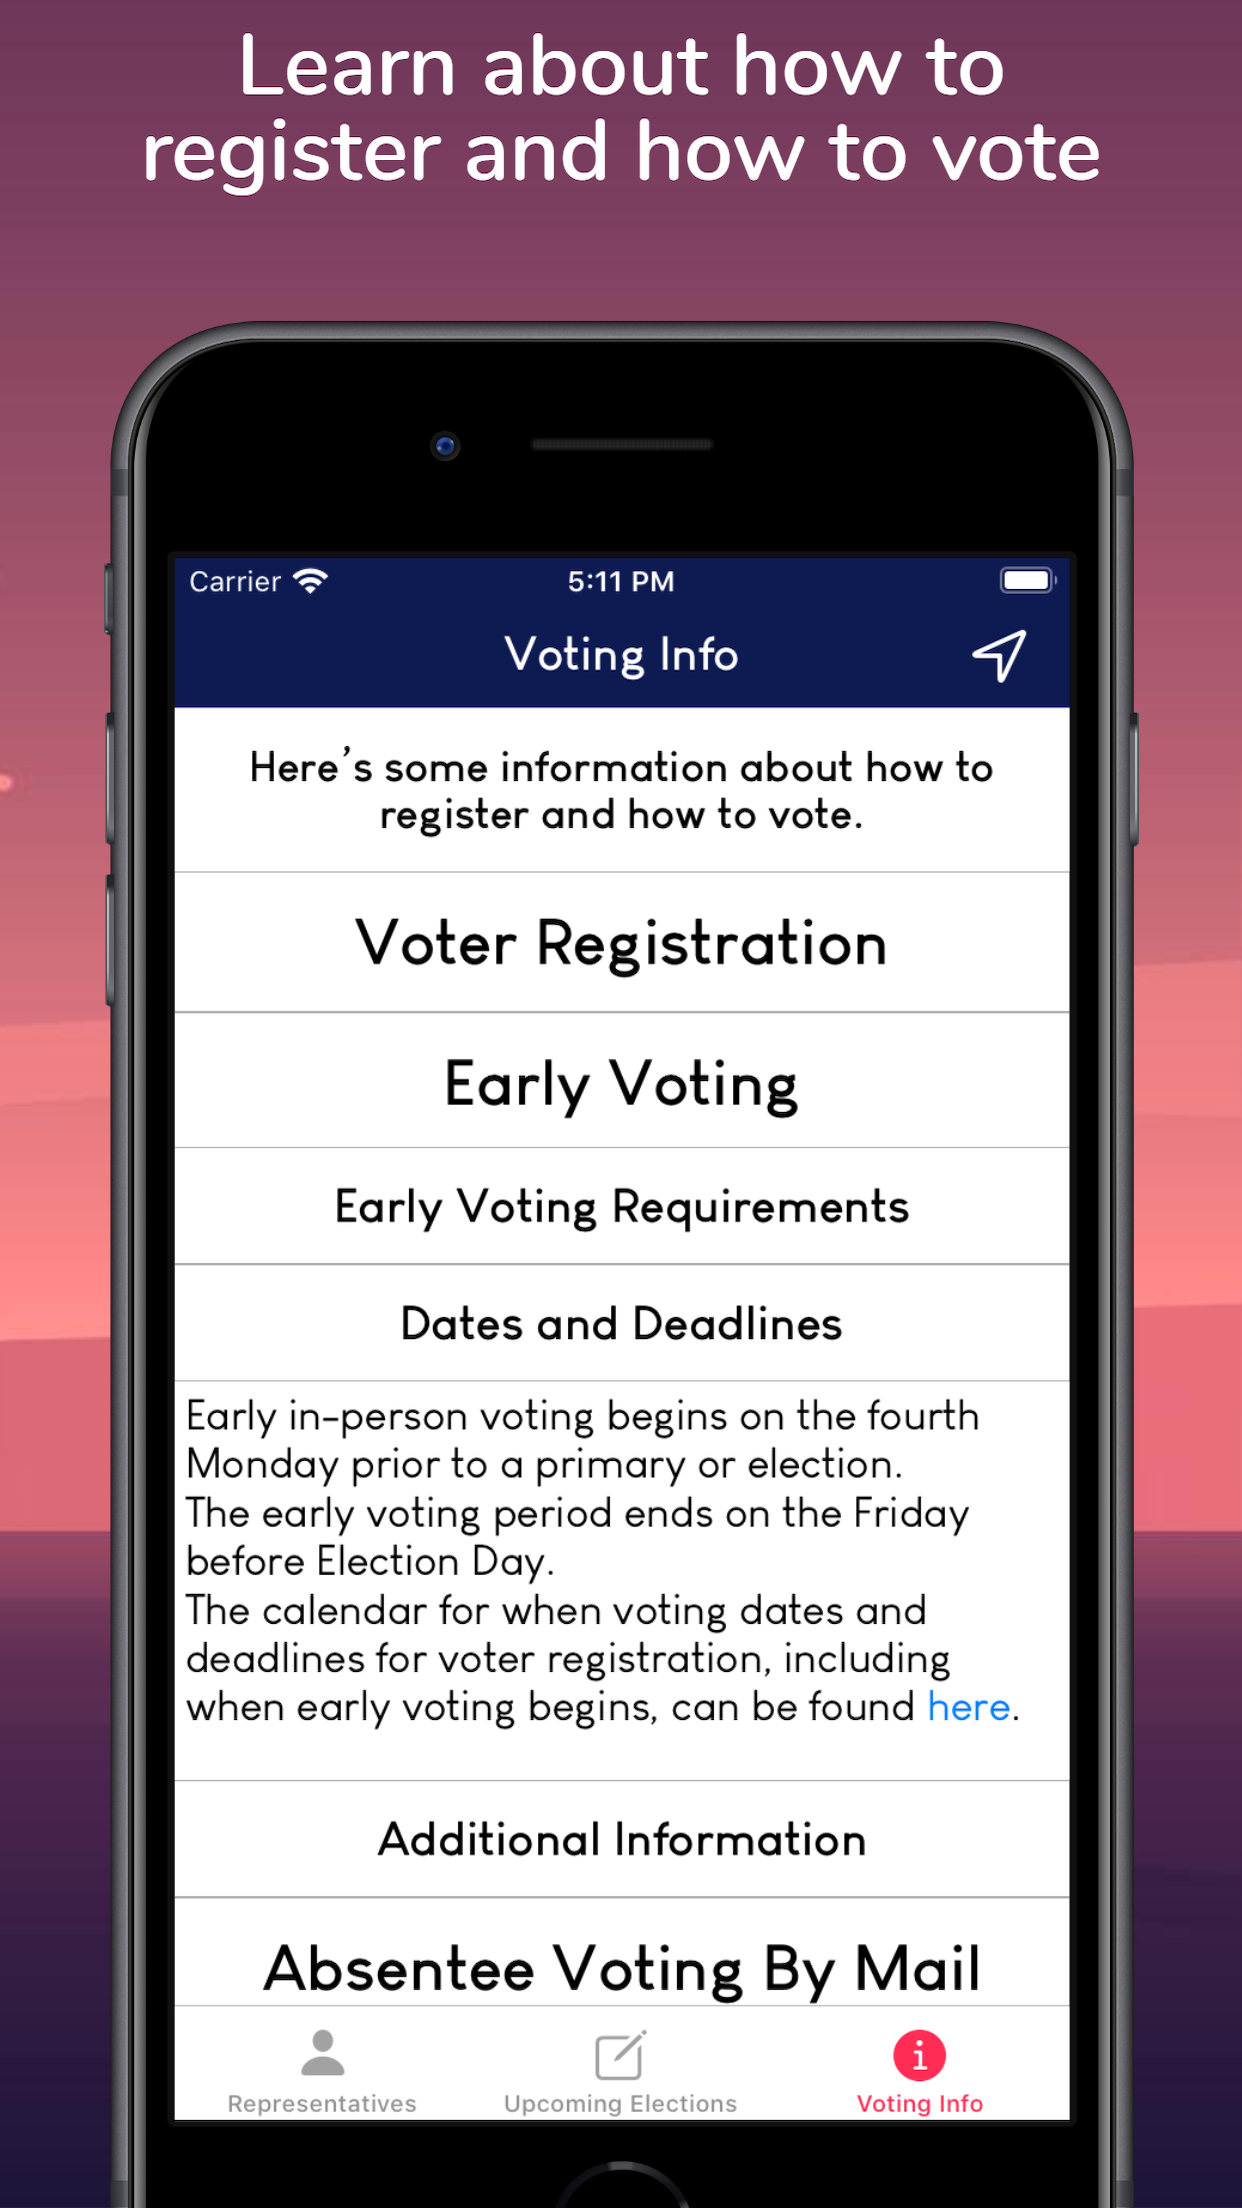 Learn about how to
register and how to vote
Carrier
5:11 PM
Voting Info
Here's some information about how to
register and how to vote.
Voter Registration
Early Voting
Early Voting Requirements
Dates and Deadlines
Early in-person voting begins on the fourth
Monday prior to a primary or election.
The early voting period ends on the Friday
before Election Day.
The calendar for when voting dates and
deadlines for voter registration, including
when early voting begins, can be found here.
Additional Information
Absentee Voting By Mail
Representatives
Upcoming Elections
Voting Info